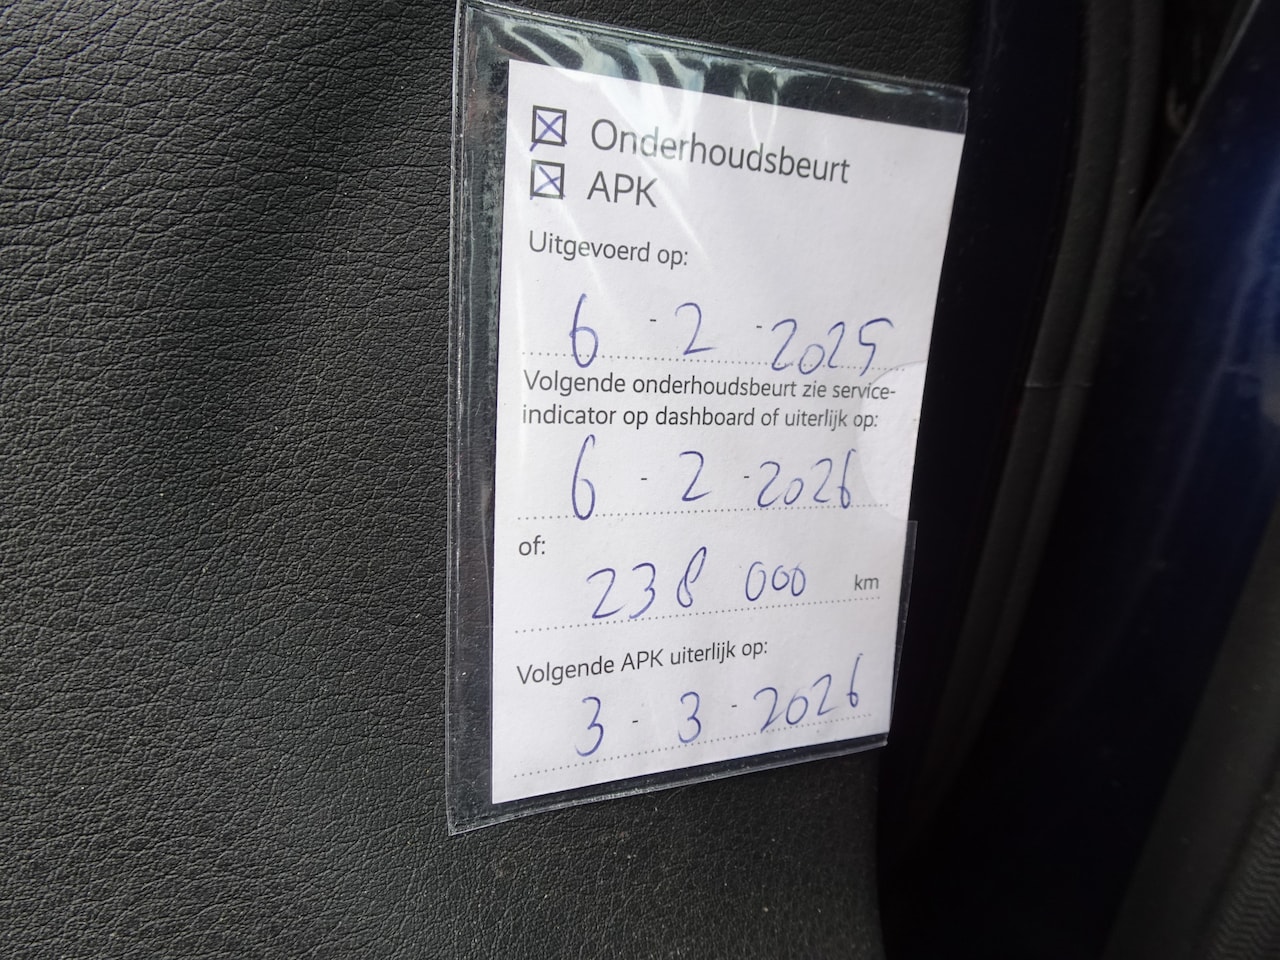 Onderhoudsbeurt
APK
Uitgevoerd op:
6 - 2 - 2025
Volgende onderhoudsbeurt zie service-
indicator op dashboard of uiterlijk op:
6 - 2 - 2026
of:
238 000 km
Volgende APK uiterlijk op:
3 - 3 - 2026